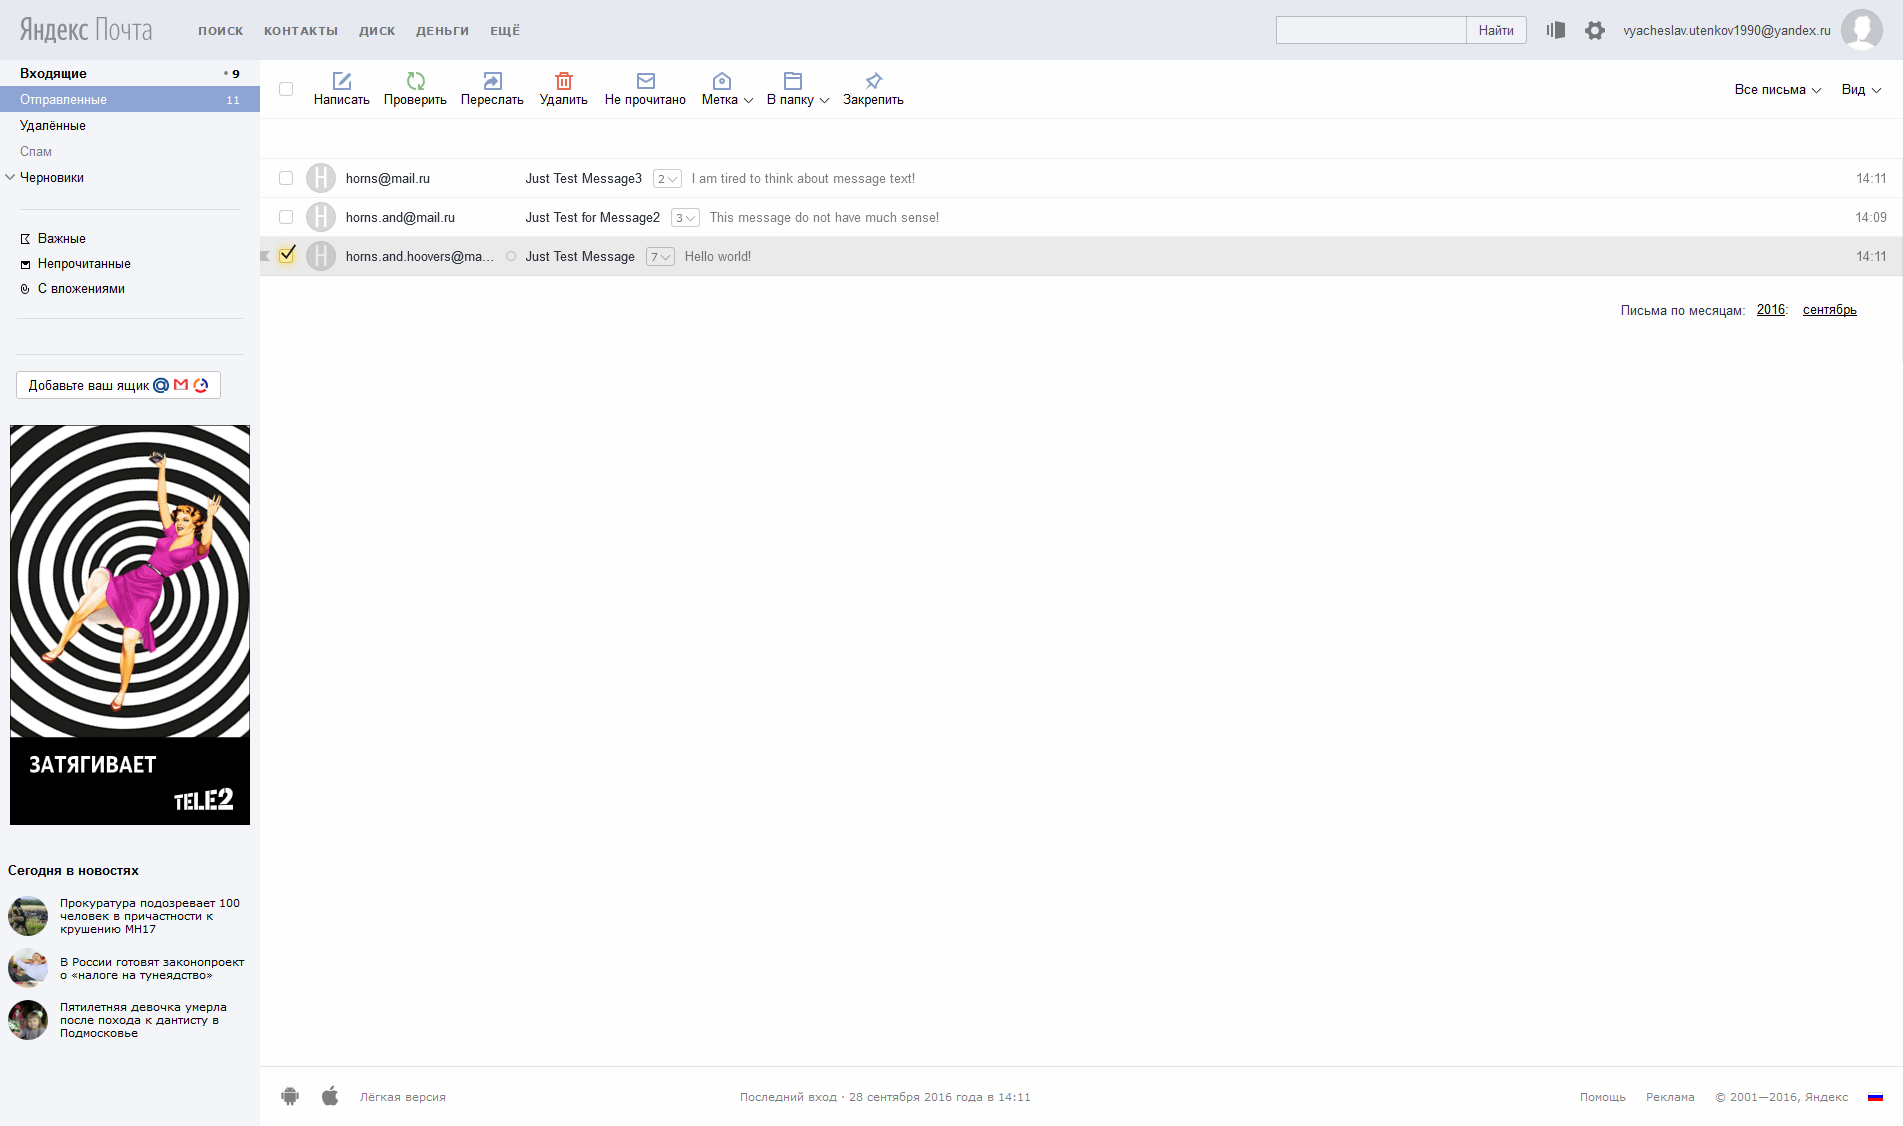 Яндекс Почта
ПОИСК КОНТАКТЫ ДИСК ДЕНЬГИ ЕЩЁ
Найти
vyacheslav.utenkov1990@yandex.ru
Входящие • 9
Отправленные 11
Удалённые
Спам
Черновики
Важные
Непрочитанные
С вложениями
Добавьте ваш ящик
ЗАТЯГИВАЕТ
TELE2
Сегодня в новостях
Прокуратура подозревает 100
человек в причастности к
крушению MH17
В России готовят законопроект
о «налоге на тунеядство»
Пятилетняя девочка умерла
после похода к дантисту в
Подмосковье
Написать Проверить Переслать Удалить Не прочитано Метка В папку Закрепить
Все письма Вид
H horns@mail.ru Just Test Message3 2 I am tired to think about message text! 14:11
H horns.and@mail.ru Just Test for Message2 3 This message do not have much sense! 14:09
H horns.and.hoovers@ma... Just Test Message 7 Hello world! 14:11
Письма по месяцам: 2016: сентябрь
Лёгкая версия
Последний вход · 28 сентября 2016 года в 14:11
Помощь Реклама © 2001—2016, Яндекс